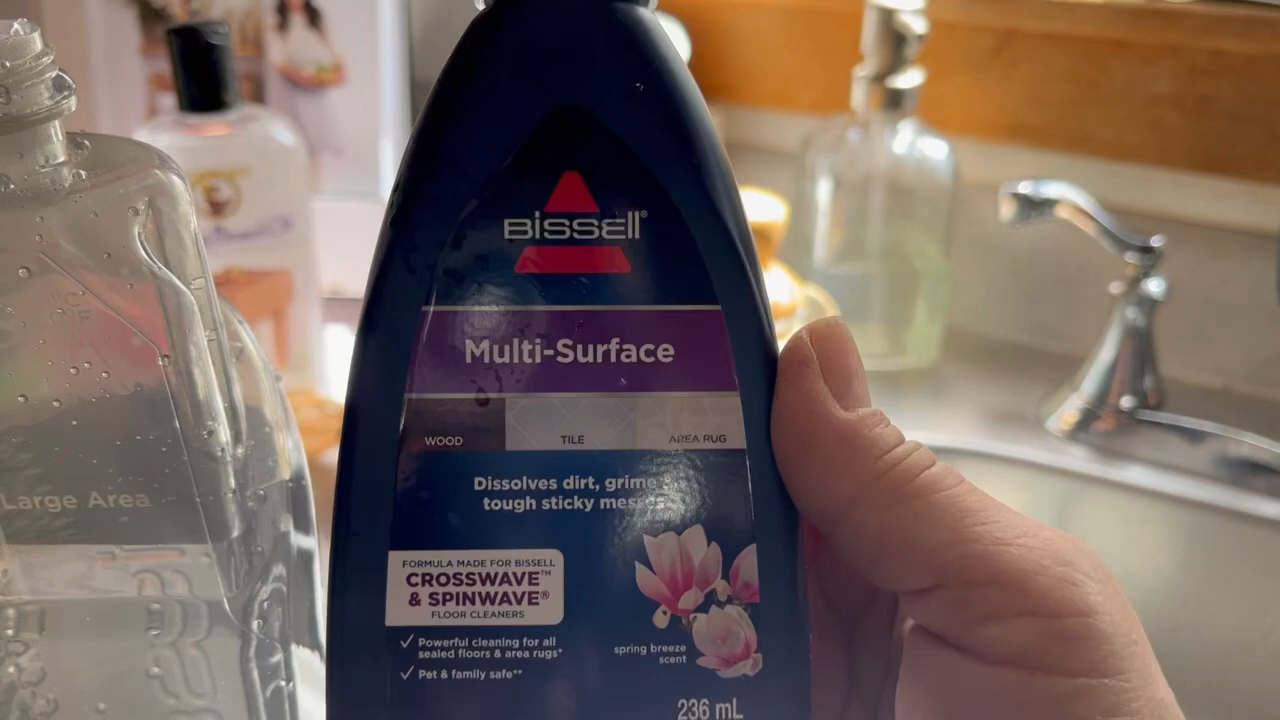 BISSELL®
Multi-Surface
WOOD
TILE
AREA RUG
Dissolves dirt, grime &
tough sticky messes
FORMULA MADE FOR BISSELL
CROSSWAVE™
& SPINWAVE®
FLOOR CLEANERS
✓ Powerful cleaning for all
sealed floors & area rugs*
✓ Pet & family safe**
spring breeze
scent
236 mL
Large Area
°C
°F